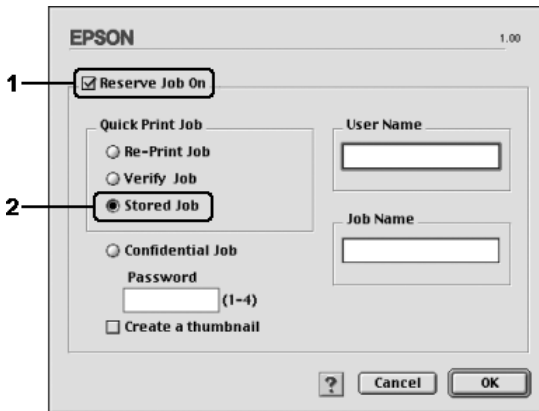 EPSON
1.00
1
Reserve Job On
Quick Print Job
Re-Print Job
Verify Job
2
Stored Job
Confidential Job
Password
(1-4)
Create a thumbnail
User Name
Job Name
?
Cancel
OK